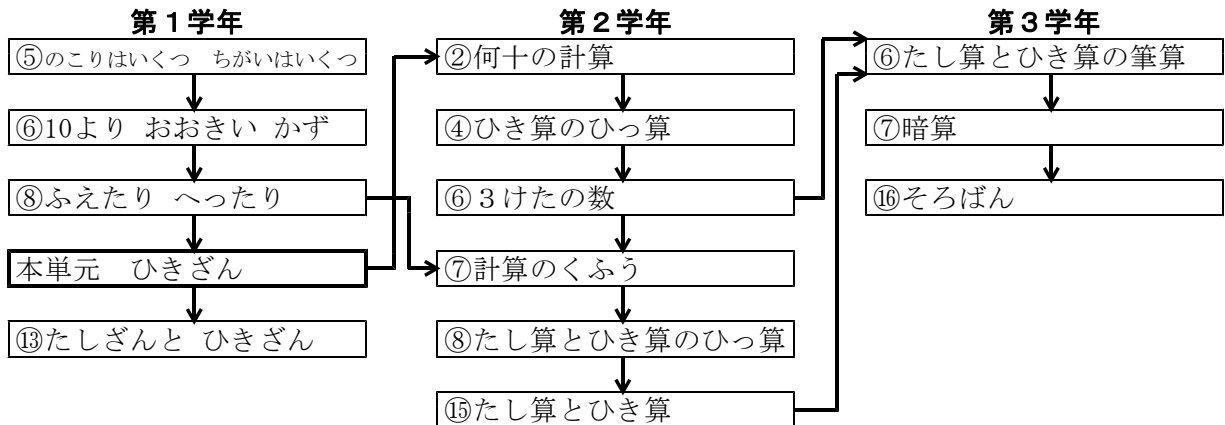 第１学年
⑤のこりはいくつ　ちがいはいくつ
⑥10より おおきい かず
⑧ふえたり へったり
本単元　ひきざん
⑬たしざんと ひきざん
第２学年
②何十の計算
④ひき算のひっ算
⑥３けたの数
⑦計算のくふう
⑧たし算とひき算のひっ算
⑮たし算とひき算
第３学年
⑥たし算とひき算の筆算
⑦暗算
⑯そろばん